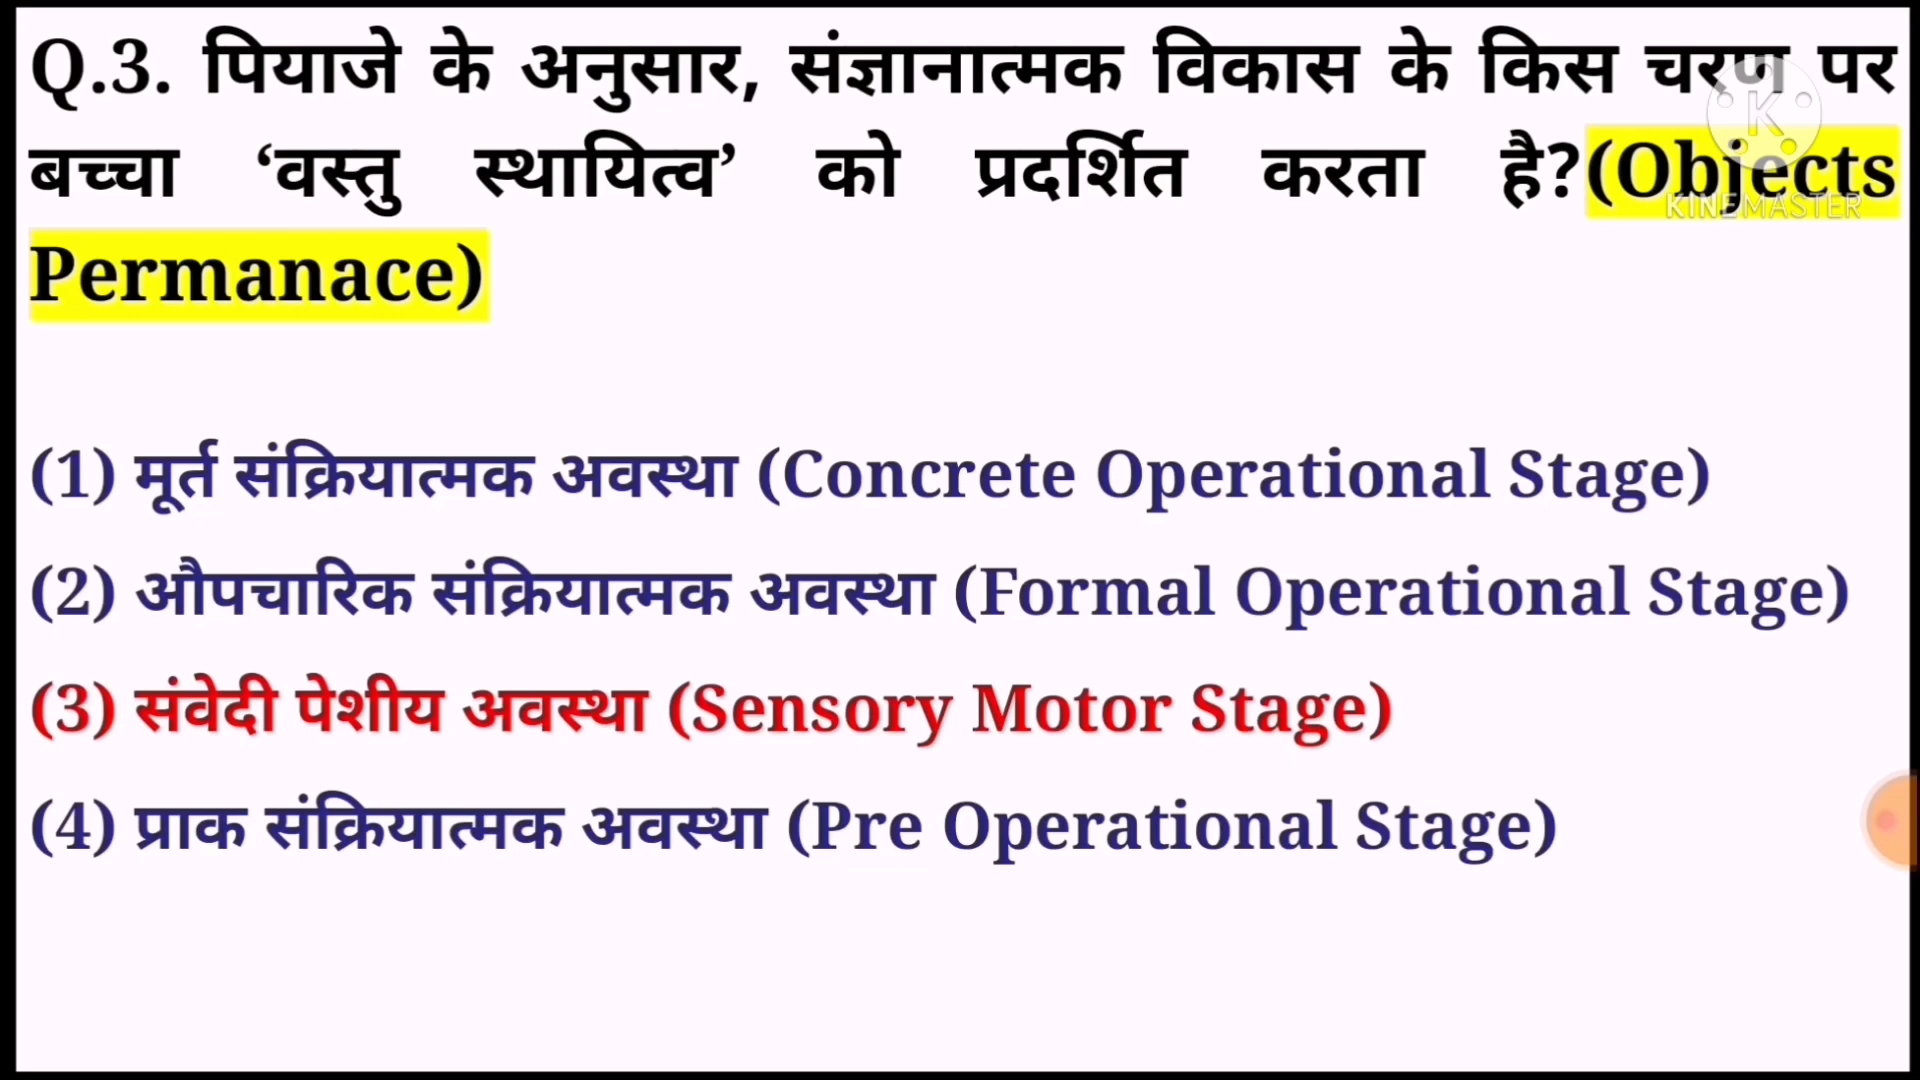 Q.3. पियाजे के अनुसार, संज्ञानात्मक विकास के किस चरण पर
बच्चा ‘वस्तु स्थायित्व’ को प्रदर्शित करता है?(Objects
Permanace)
K
KINEMASTER
(1) मूर्त संक्रियात्मक अवस्था (Concrete Operational Stage)
(2) औपचारिक संक्रियात्मक अवस्था (Formal Operational Stage)
(3) संवेदी पेशीय अवस्था (Sensory Motor Stage)
(4) प्राक संक्रियात्मक अवस्था (Pre Operational Stage)